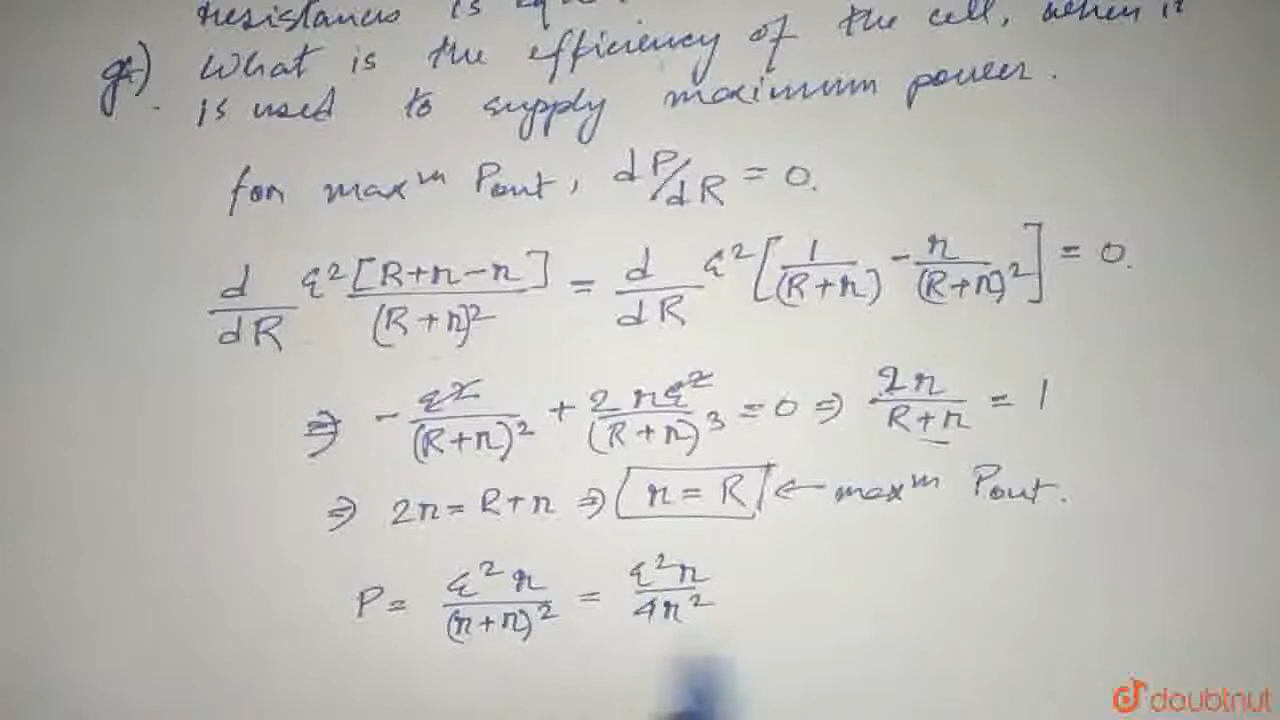 resistances is
g) What is the efficiency of the cell, when it
is used to supply maximum power.
for maxᵐ Pout, dP/dR = 0.
d/dR ε² [R+r-r]/(R+r)² = d/dR ε² [1/(R+r) - r/(R+r)²] = 0.
⇒ - ε²/(R+r)² + 2rε²/(R+r)³ = 0 ⇒ 2r/(R+r) = 1
⇒ 2r = R+r ⇒ r = R ← maxᵐ Pout.
P = ε²r/(r+r)² = ε²r/4r²
doubtnut